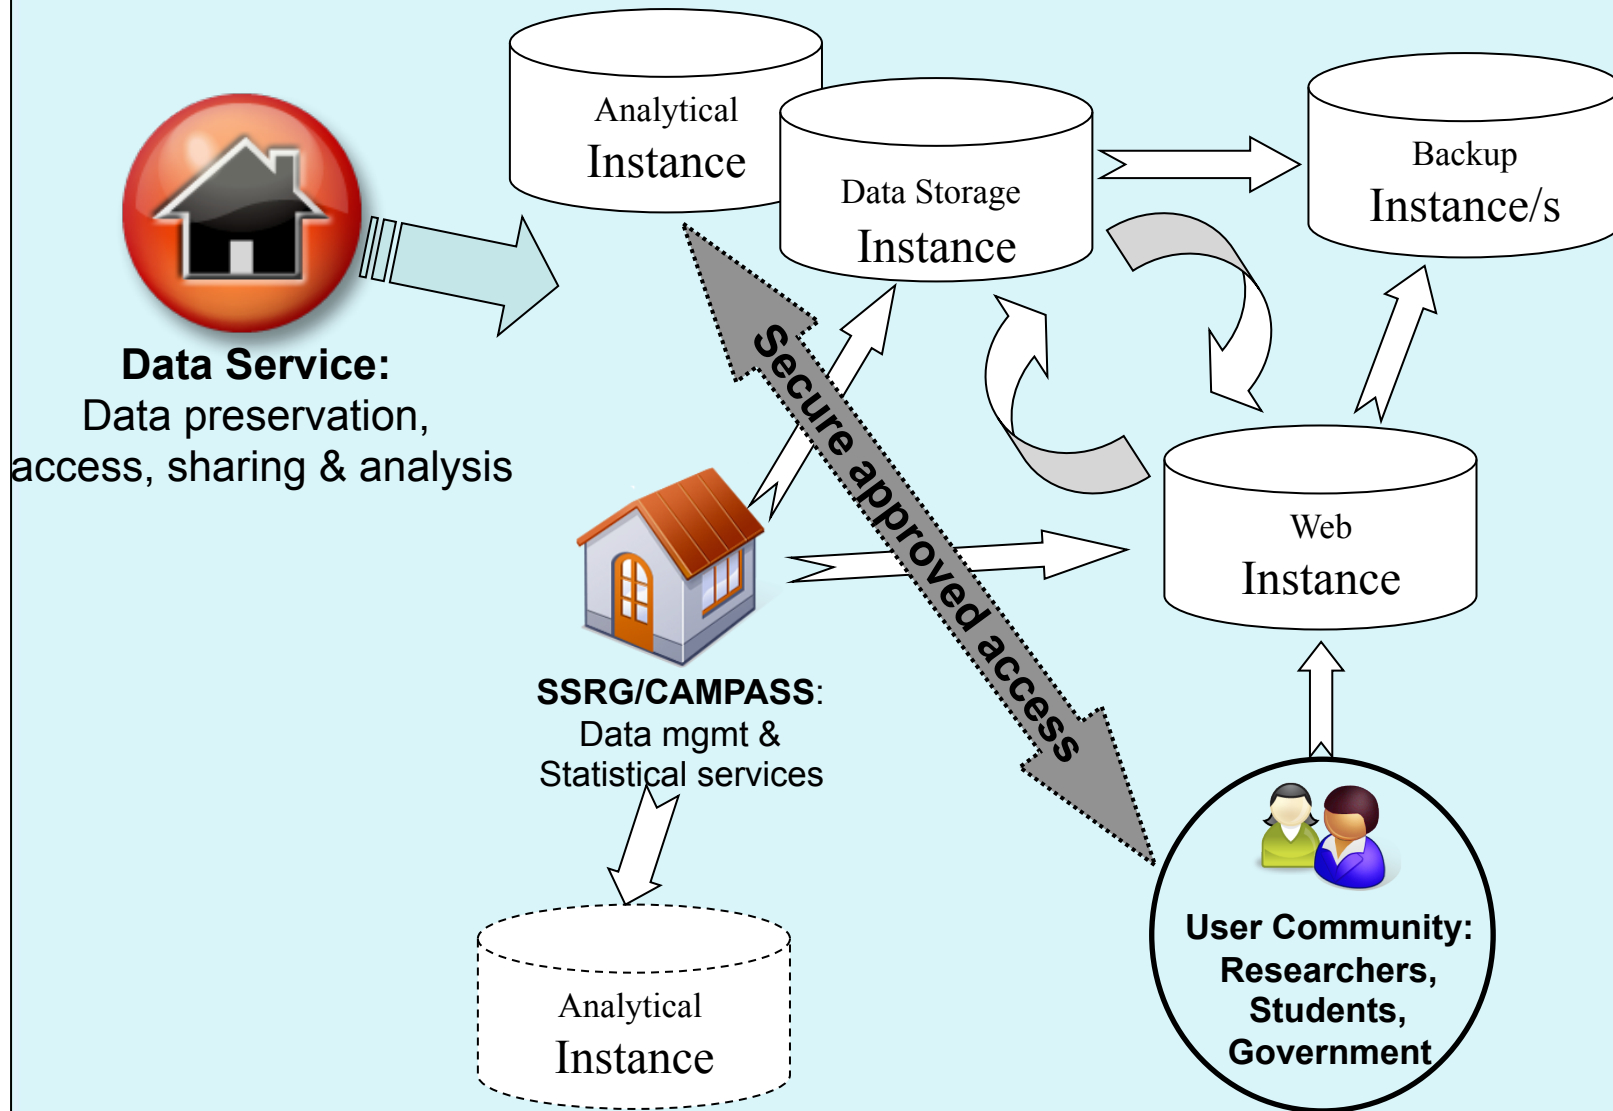 Analytical
Instance
Data Storage
Instance
Backup
Instance/s
Data Service:
Data preservation,
access, sharing & analysis
Secure approved access
Web
Instance
SSRG/CAMPASS:
Data mgmt &
Statistical services
Analytical
Instance
User Community:
Researchers,
Students,
Government